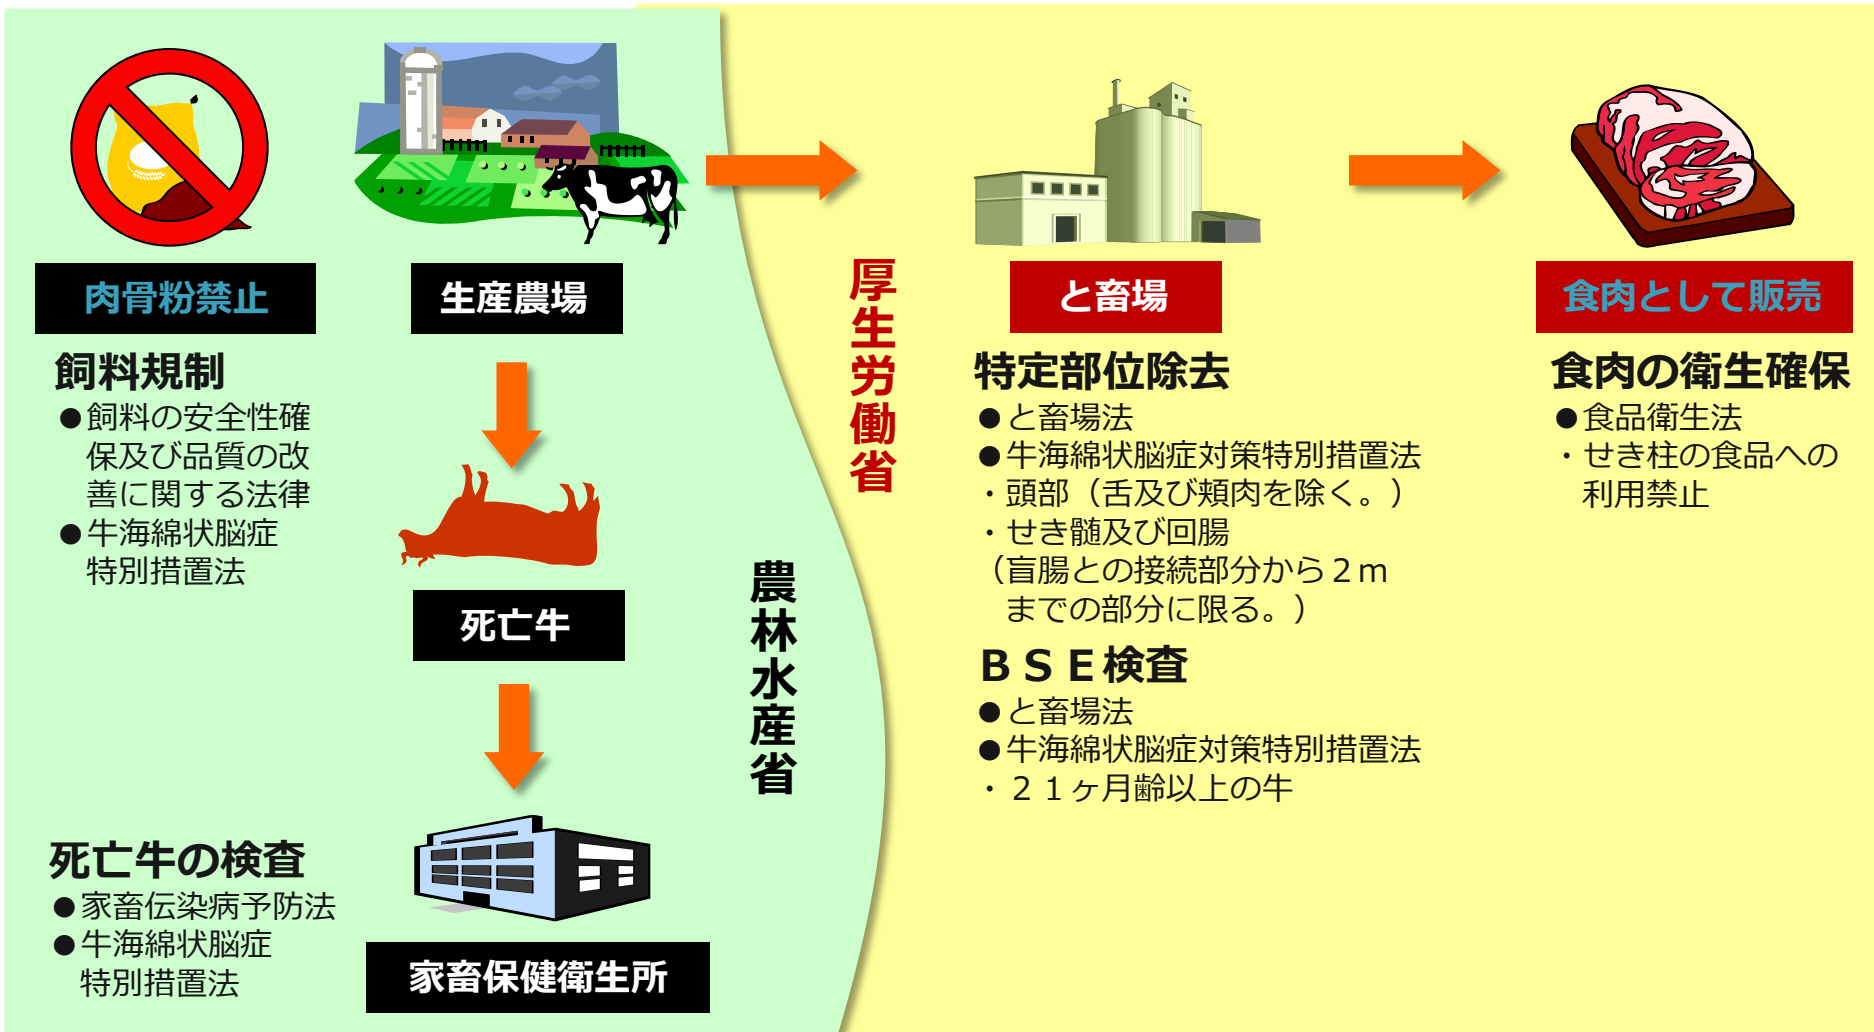 肉骨粉禁止
飼料規制
●飼料の安全性確
保及び品質の改
善に関する法律
●牛海綿状脳症
特別措置法
生産農場
死亡牛
死亡牛の検査
●家畜伝染病予防法
●牛海綿状脳症
特別措置法
家畜保健衛生所
農林水産省
厚生労働省
と畜場
特定部位除去
●と畜場法
●牛海綿状脳症対策特別措置法
・頭部（舌及び頬肉を除く。）
・せき髄及び回腸
（盲腸との接続部分から２ｍ
までの部分に限る。）
ＢＳＥ検査
●と畜場法
●牛海綿状脳症対策特別措置法
・２１ヶ月齢以上の牛
食肉として販売
食肉の衛生確保
●食品衛生法
・せき柱の食品への
利用禁止